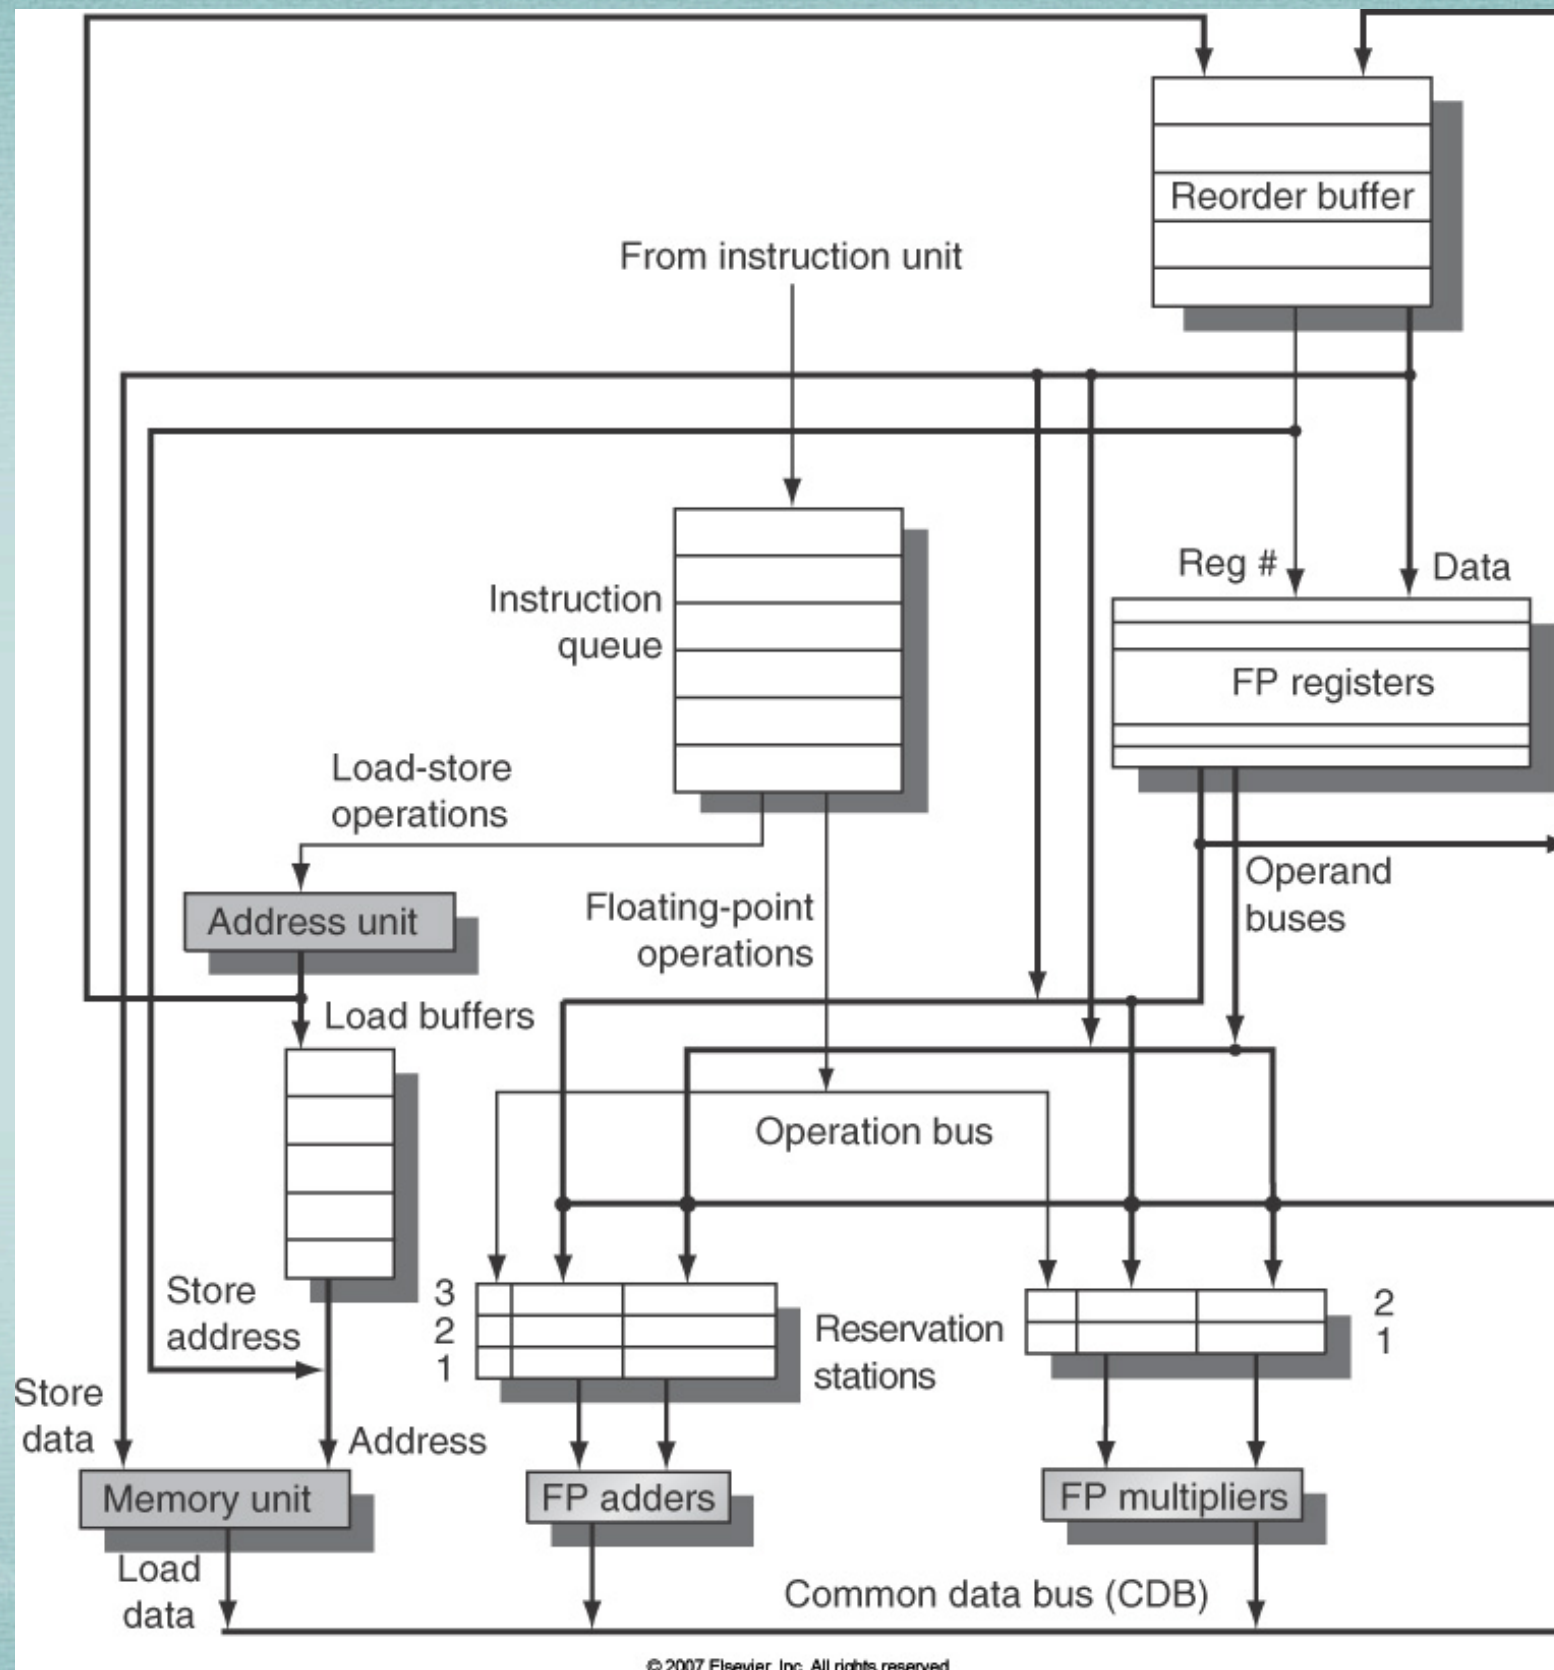 Reorder buffer
From instruction unit
Reg #
Data
Instruction
queue
FP registers
Load-store
operations
Operand
buses
Address unit
Floating-point
operations
Load buffers
Operation bus
Store
address
3
2
1
Reservation
stations
2
1
Store
data
Address
Memory unit
FP adders
FP multipliers
Load
data
Common data bus (CDB)
© 2007 Elsevier, Inc. All rights reserved.